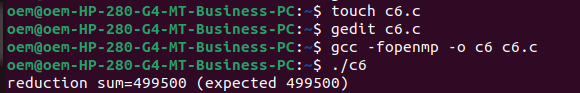 oem@oem-HP-280-G4-MT-Business-PC:~$ touch c6.c
oem@oem-HP-280-G4-MT-Business-PC:~$ gedit c6.c
oem@oem-HP-280-G4-MT-Business-PC:~$ gcc -fopenmp -o c6 c6.c
oem@oem-HP-280-G4-MT-Business-PC:~$ ./c6
reduction sum=499500 (expected 499500)